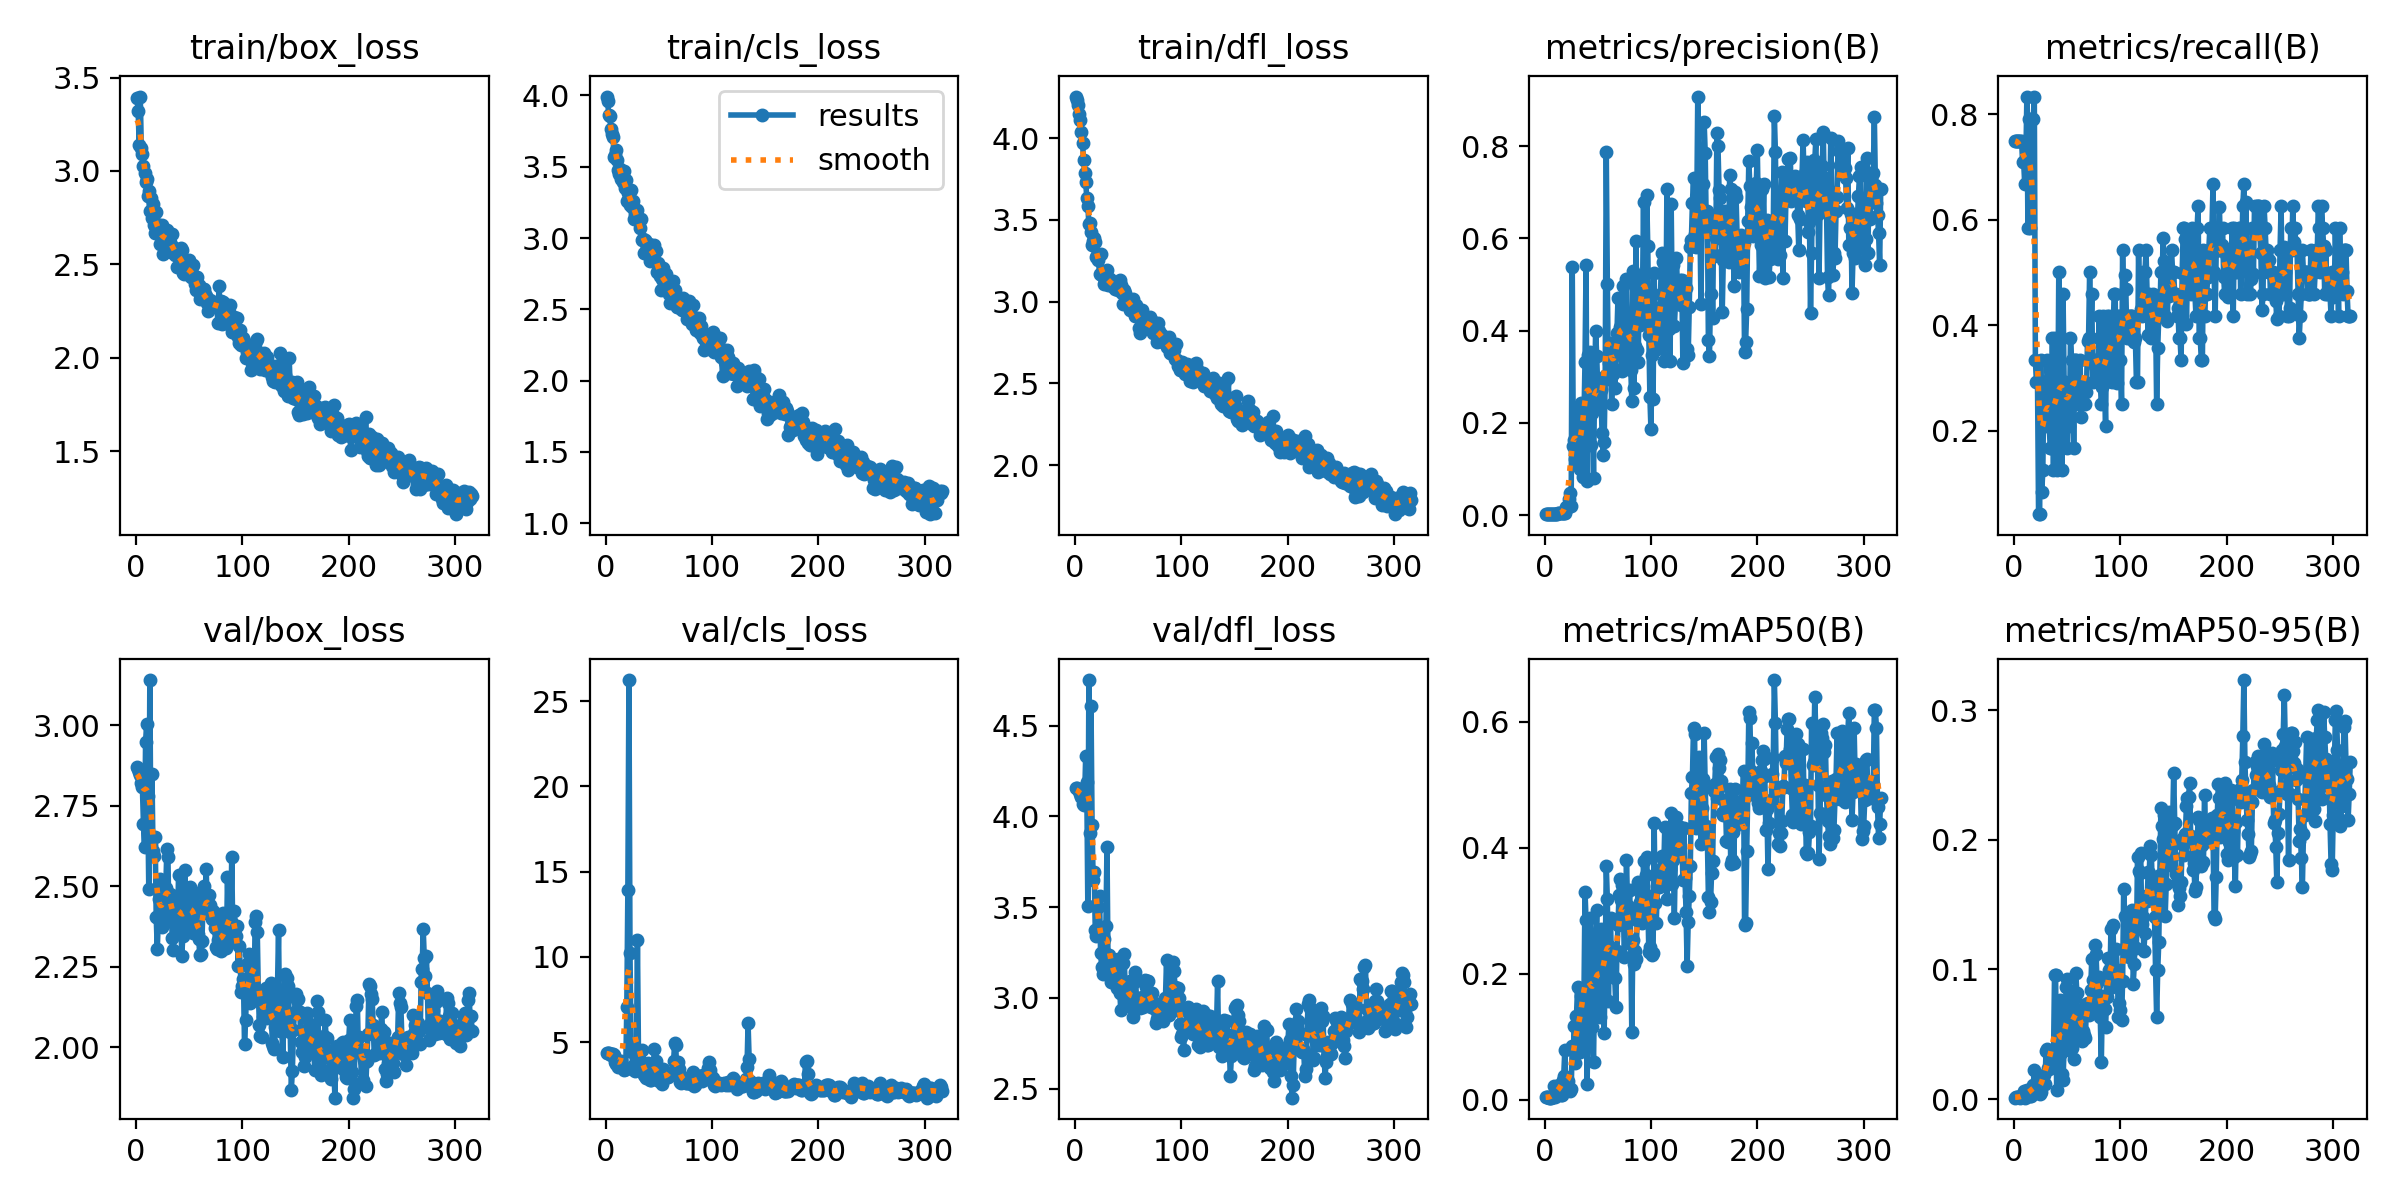 train/box_loss
3.5
3.0
2.5
2.0
1.5
0 100 200 300
train/cls_loss
results
smooth
4.0
3.5
3.0
2.5
2.0
1.5
1.0
0 100 200 300
train/dfl_loss
4.0
3.5
3.0
2.5
2.0
0 100 200 300
metrics/precision(B)
0.8
0.6
0.4
0.2
0.0
0 100 200 300
metrics/recall(B)
0.8
0.6
0.4
0.2
0 100 200 300
val/box_loss
3.00
2.75
2.50
2.25
2.00
0 100 200 300
val/cls_loss
25
20
15
10
5
0 100 200 300
val/dfl_loss
4.5
4.0
3.5
3.0
2.5
0 100 200 300
metrics/mAP50(B)
0.6
0.4
0.2
0.0
0 100 200 300
metrics/mAP50-95(B)
0.3
0.2
0.1
0.0
0 100 200 300